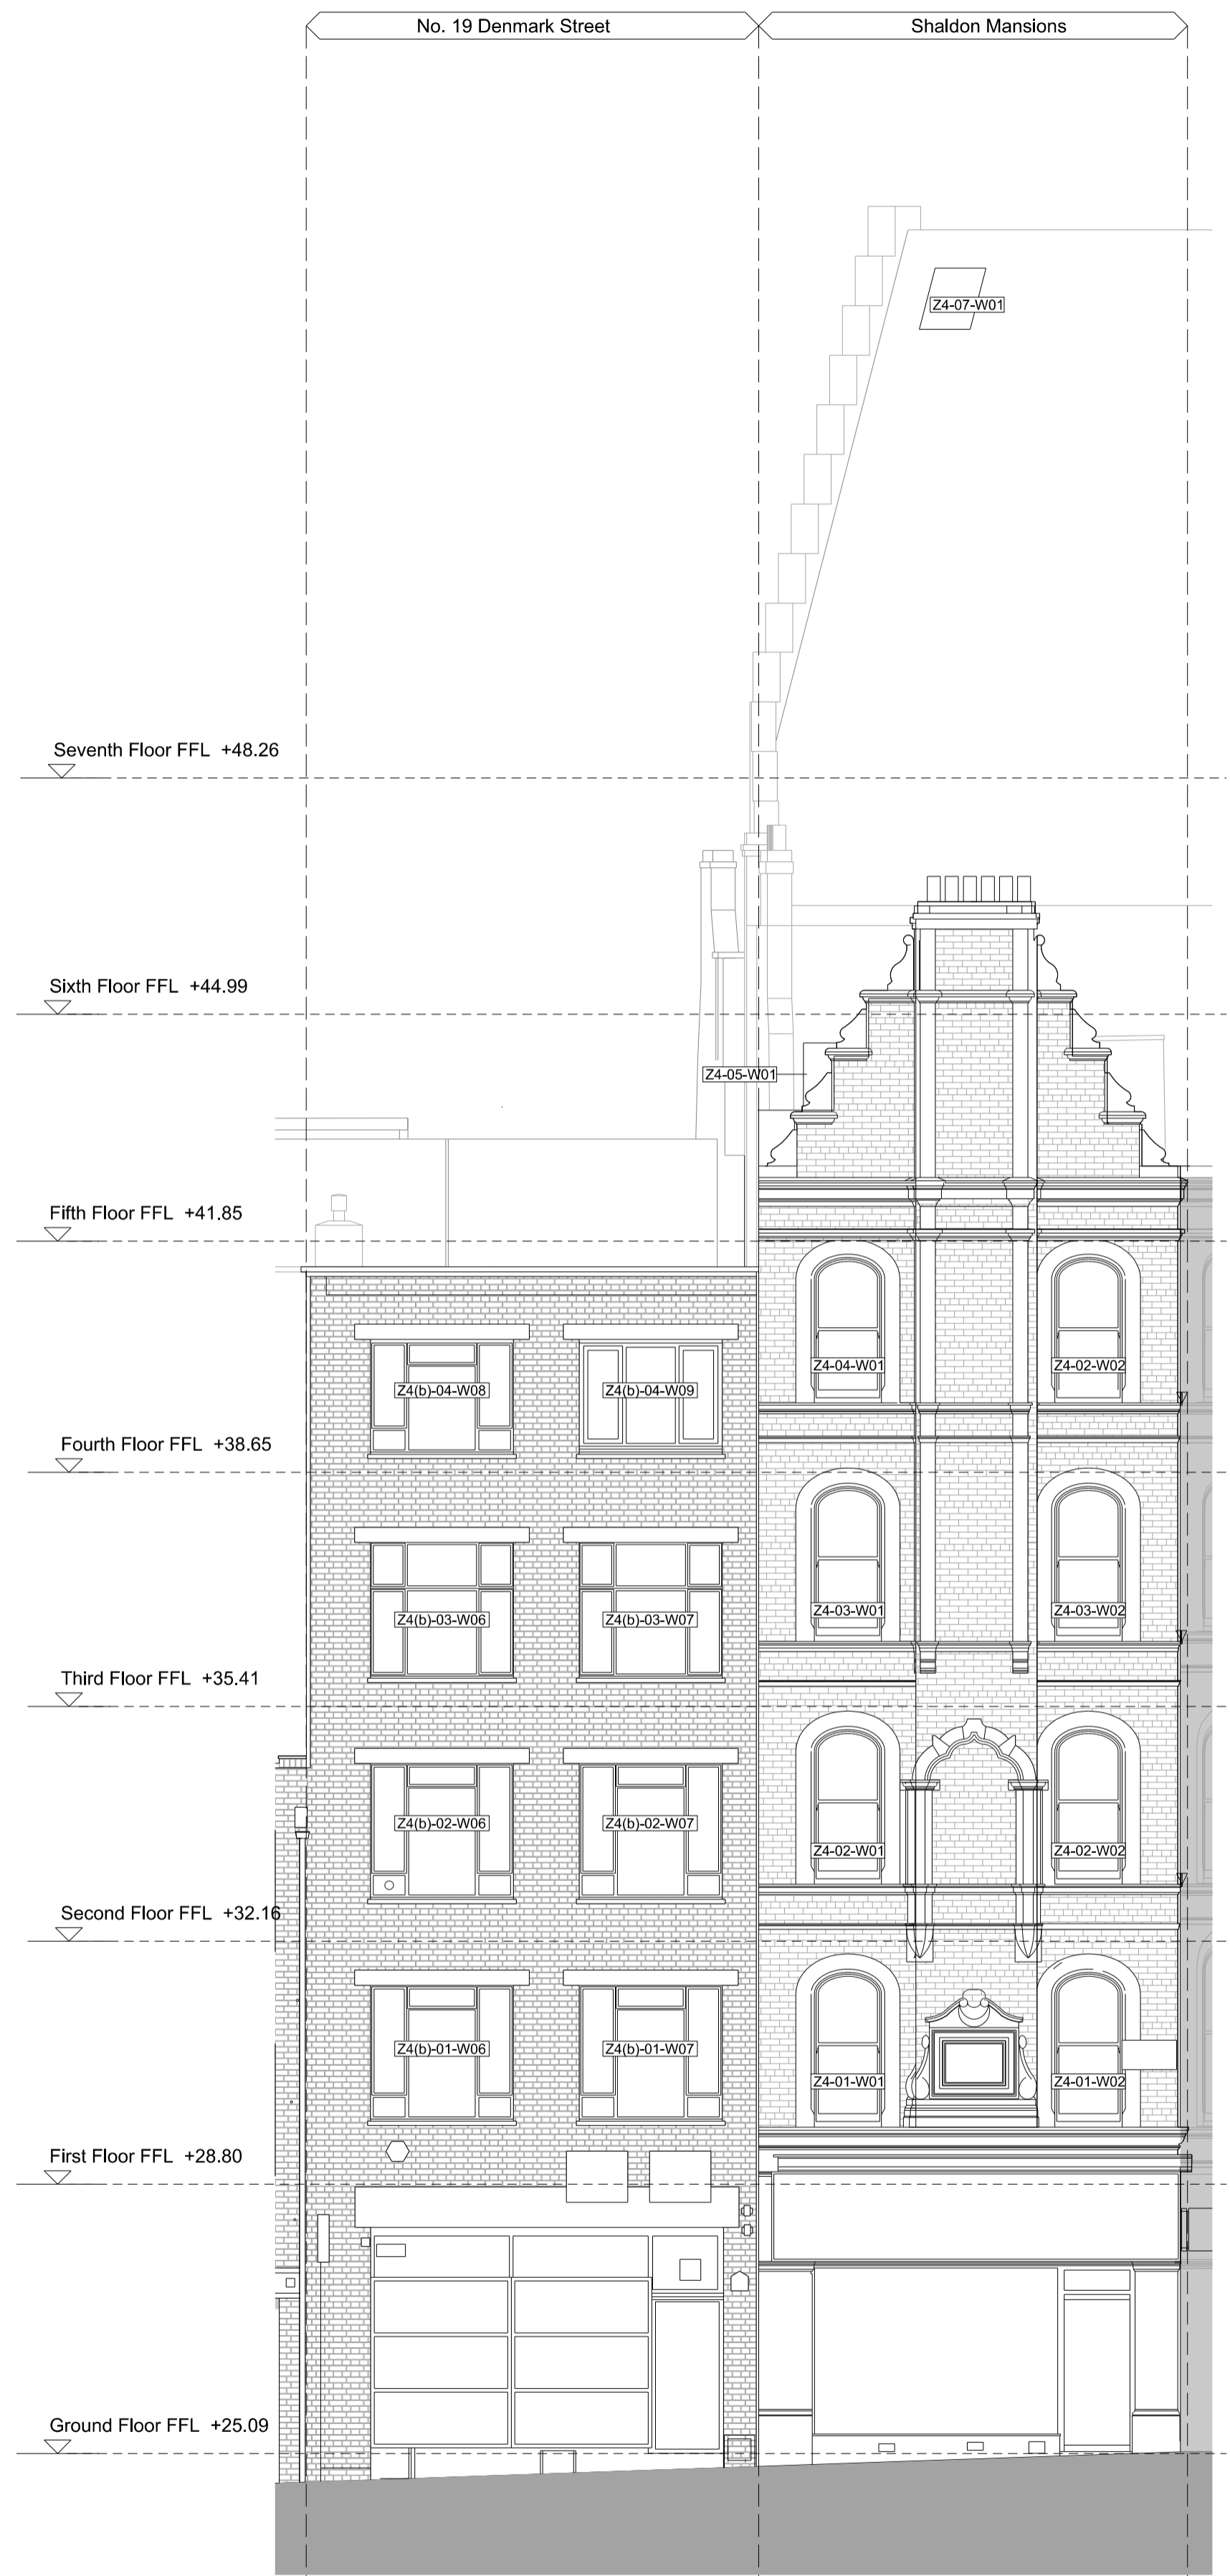 No. 19 Denmark Street
Shaldon Mansions
Z4-07-W01
Seventh Floor FFL +48.26
Sixth Floor FFL +44.99
Z4-05-W01
Fifth Floor FFL +41.85
Z4-04-W01
Z4-02-W02
Z4(b)-04-W08
Z4(b)-04-W09
Fourth Floor FFL +38.65
Z4(b)-03-W06
Z4(b)-03-W07
Z4-03-W01
Z4-03-W02
Third Floor FFL +35.41
Z4(b)-02-W06
Z4(b)-02-W07
Z4-02-W01
Z4-02-W02
Second Floor FFL +32.16
Z4(b)-01-W06
Z4(b)-01-W07
Z4-01-W01
Z4-01-W02
First Floor FFL +28.80
Ground Floor FFL +25.09